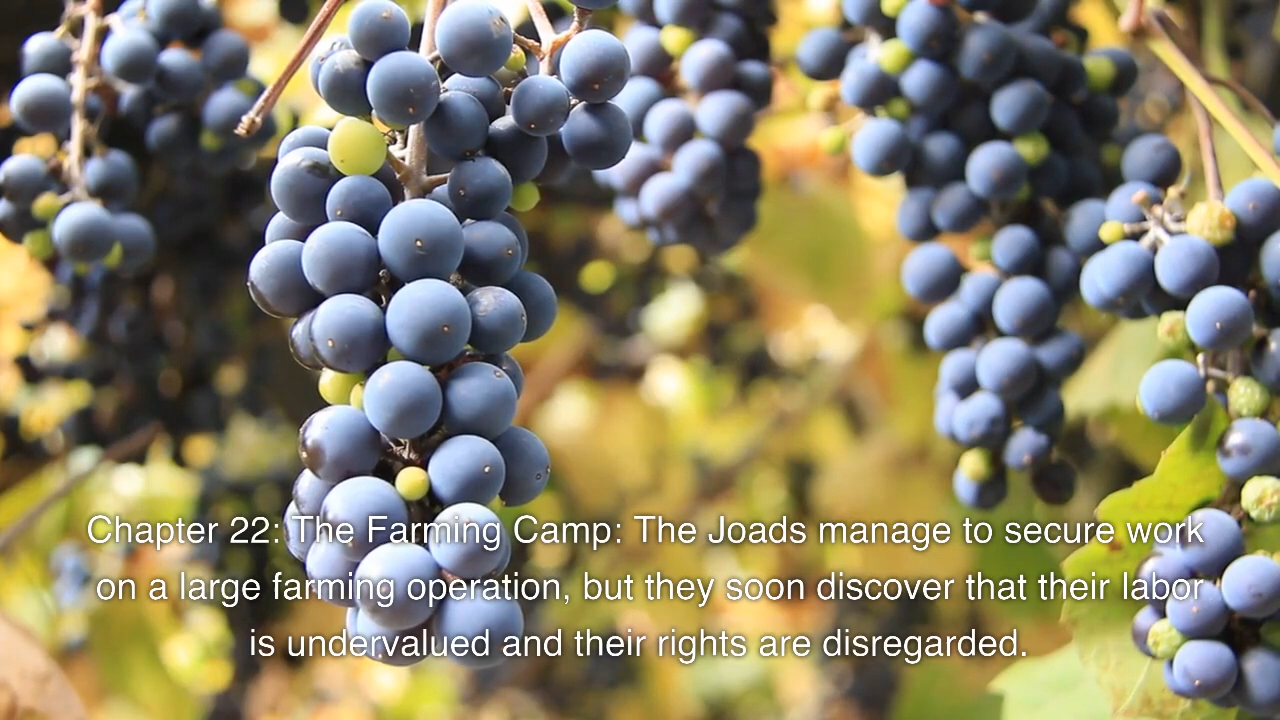 Chapter 22: The Farming Camp: The Joads manage to secure work
on a large farming operation, but they soon discover that their labor
is undervalued and their rights are disregarded.